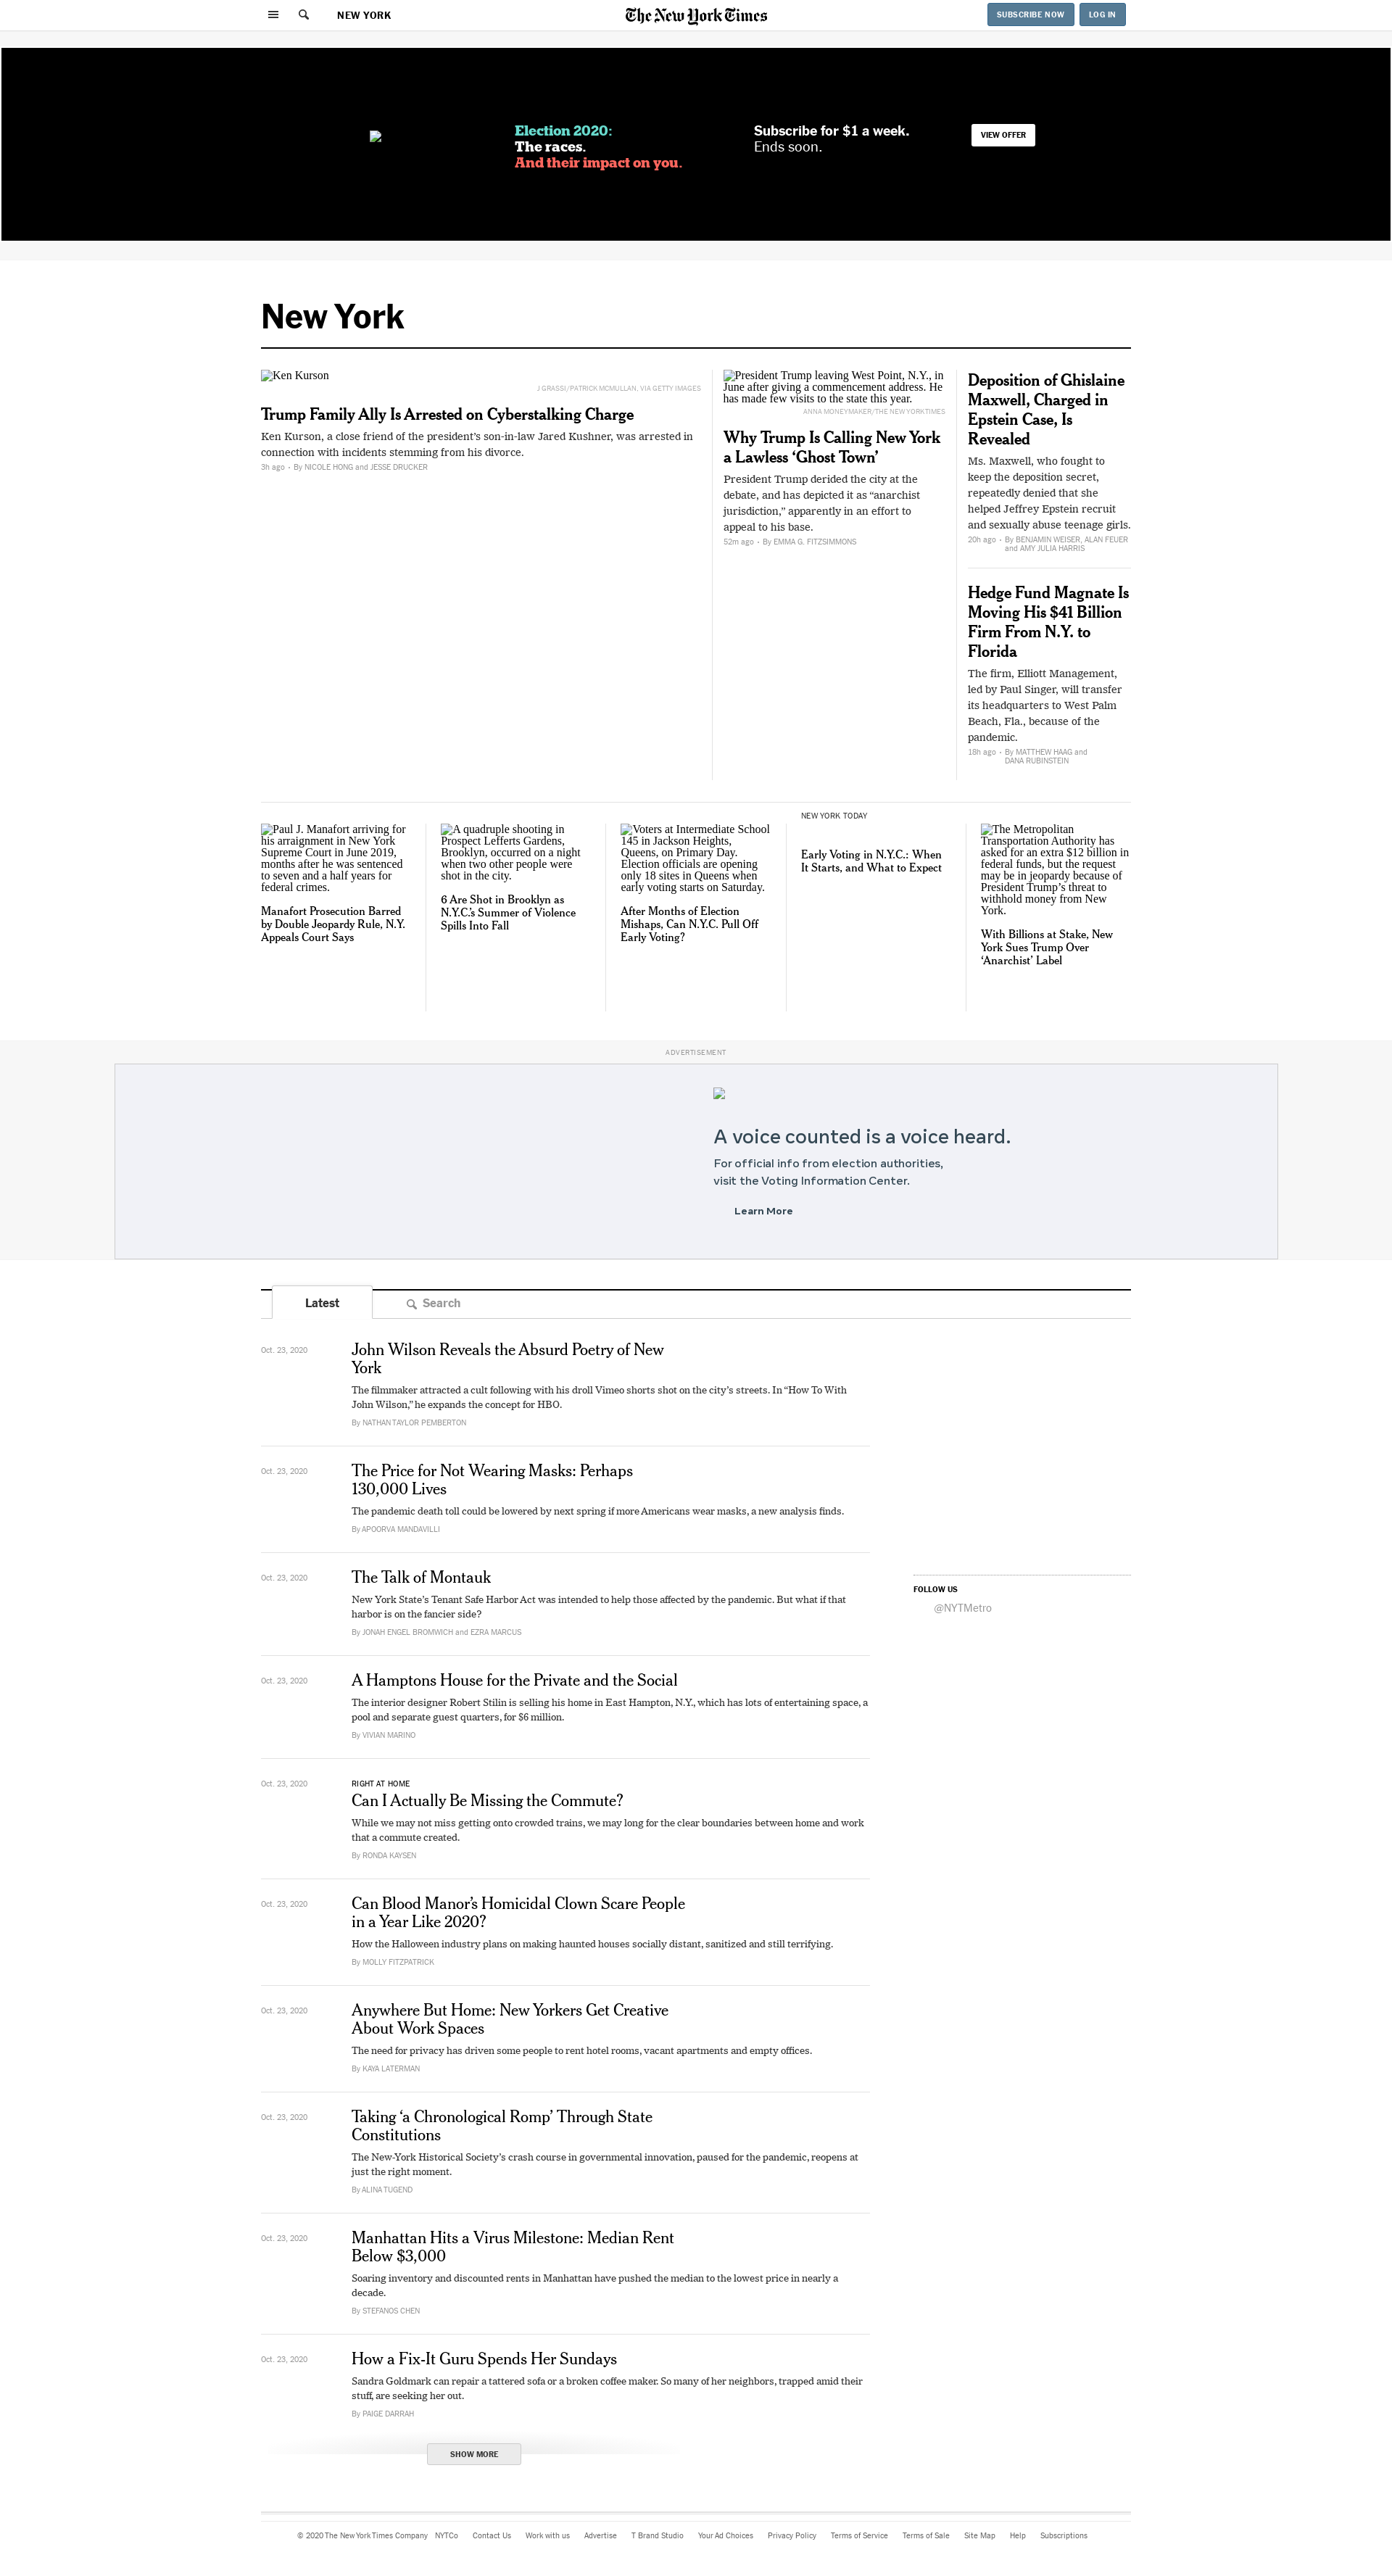 NEW YORK
The New York Times
SUBSCRIBE NOW
LOG IN
Election 2020:
The races.
And their impact on you.
Subscribe for $1 a week.
Ends soon.
VIEW OFFER
New York
Ken Kurson
J GRASSI/PATRICK MCMULLAN, VIA GETTY IMAGES
Trump Family Ally Is Arrested on Cyberstalking Charge
Ken Kurson, a close friend of the president’s son-in-law Jared Kushner, was arrested in
connection with incidents stemming from his divorce.
3h ago · By NICOLE HONG and JESSE DRUCKER
President Trump leaving West Point, N.Y., in
June after giving a commencement address. He
has made few visits to the state this year.
ANNA MONEYMAKER/THE NEW YORK TIMES
Why Trump Is Calling New York
a Lawless ‘Ghost Town’
President Trump derided the city at the
debate, and has depicted it as “anarchist
jurisdiction,” apparently in an effort to
appeal to his base.
52m ago · By EMMA G. FITZSIMMONS
Deposition of Ghislaine
Maxwell, Charged in
Epstein Case, Is
Revealed
Ms. Maxwell, who fought to
keep the deposition secret,
repeatedly denied that she
helped Jeffrey Epstein recruit
and sexually abuse teenage girls.
20h ago · By BENJAMIN WEISER, ALAN FEUER
and AMY JULIA HARRIS
Hedge Fund Magnate Is
Moving His $41 Billion
Firm From N.Y. to
Florida
The firm, Elliott Management,
led by Paul Singer, will transfer
its headquarters to West Palm
Beach, Fla., because of the
pandemic.
18h ago · By MATTHEW HAAG and
DANA RUBINSTEIN
Paul J. Manafort arriving for
his arraignment in New York
Supreme Court in June 2019,
months after he was sentenced
to seven and a half years for
federal crimes.
Manafort Prosecution Barred
by Double Jeopardy Rule, N.Y.
Appeals Court Says
A quadruple shooting in
Prospect Lefferts Gardens,
Brooklyn, occurred on a night
when two other people were
shot in the city.
6 Are Shot in Brooklyn as
N.Y.C.’s Summer of Violence
Spills Into Fall
Voters at Intermediate School
145 in Jackson Heights,
Queens, on Primary Day.
Election officials are opening
only 18 sites in Queens when
early voting starts on Saturday.
After Months of Election
Mishaps, Can N.Y.C. Pull Off
Early Voting?
NEW YORK TODAY
Early Voting in N.Y.C.: When
It Starts, and What to Expect
The Metropolitan
Transportation Authority has
asked for an extra $12 billion in
federal funds, but the request
may be in jeopardy because of
President Trump’s threat to
withhold money from New
York.
With Billions at Stake, New
York Sues Trump Over
‘Anarchist’ Label
ADVERTISEMENT
A voice counted is a voice heard.
For official info from election authorities,
visit the Voting Information Center.
Learn More
Latest
Search
Oct. 23, 2020
John Wilson Reveals the Absurd Poetry of New
York
The filmmaker attracted a cult following with his droll Vimeo shorts shot on the city’s streets. In “How To With
John Wilson,” he expands the concept for HBO.
By NATHAN TAYLOR PEMBERTON
Oct. 23, 2020
The Price for Not Wearing Masks: Perhaps
130,000 Lives
The pandemic death toll could be lowered by next spring if more Americans wear masks, a new analysis finds.
By APOORVA MANDAVILLI
Oct. 23, 2020
The Talk of Montauk
New York State’s Tenant Safe Harbor Act was intended to help those affected by the pandemic. But what if that
harbor is on the fancier side?
By JONAH ENGEL BROMWICH and EZRA MARCUS
FOLLOW US
@NYTMetro
Oct. 23, 2020
A Hamptons House for the Private and the Social
The interior designer Robert Stilin is selling his home in East Hampton, N.Y., which has lots of entertaining space, a
pool and separate guest quarters, for $6 million.
By VIVIAN MARINO
Oct. 23, 2020
RIGHT AT HOME
Can I Actually Be Missing the Commute?
While we may not miss getting onto crowded trains, we may long for the clear boundaries between home and work
that a commute created.
By RONDA KAYSEN
Oct. 23, 2020
Can Blood Manor’s Homicidal Clown Scare People
in a Year Like 2020?
How the Halloween industry plans on making haunted houses socially distant, sanitized and still terrifying.
By MOLLY FITZPATRICK
Oct. 23, 2020
Anywhere But Home: New Yorkers Get Creative
About Work Spaces
The need for privacy has driven some people to rent hotel rooms, vacant apartments and empty offices.
By KAYA LATERMAN
Oct. 23, 2020
Taking ‘a Chronological Romp’ Through State
Constitutions
The New-York Historical Society’s crash course in governmental innovation, paused for the pandemic, reopens at
just the right moment.
By ALINA TUGEND
Oct. 23, 2020
Manhattan Hits a Virus Milestone: Median Rent
Below $3,000
Soaring inventory and discounted rents in Manhattan have pushed the median to the lowest price in nearly a
decade.
By STEFANOS CHEN
Oct. 23, 2020
How a Fix-It Guru Spends Her Sundays
Sandra Goldmark can repair a tattered sofa or a broken coffee maker. So many of her neighbors, trapped amid their
stuff, are seeking her out.
By PAIGE DARRAH
SHOW MORE
© 2020 The New York Times Company NYTCo Contact Us Work with us Advertise T Brand Studio Your Ad Choices Privacy Policy Terms of Service Terms of Sale Site Map Help Subscriptions